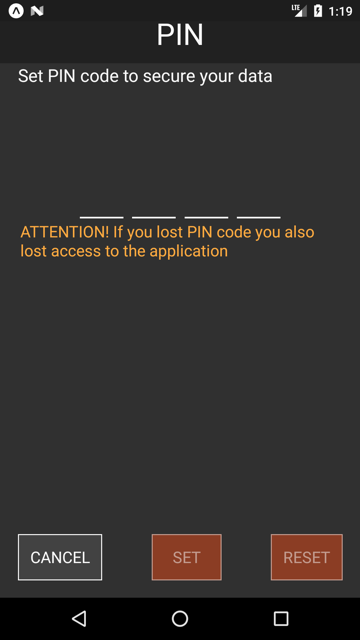 LTE 1:19
PIN
Set PIN code to secure your data
ATTENTION! If you lost PIN code you also
lost access to the application
CANCEL SET RESET